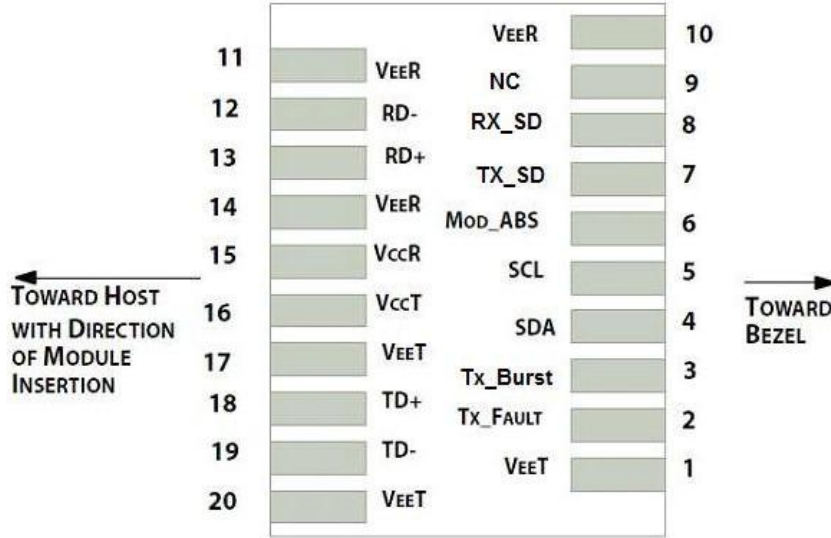 VEER 10
11 VEER
NC 9
12 RD-
RX_SD 8
13 RD+
TX_SD 7
14 VEER
MOD_ABS 6
15 VCCR
SCL 5
TOWARD HOST
WITH DIRECTION
OF MODULE
INSERTION
TOWARD
BEZEL
16 VCCT
SDA 4
17 VEET
Tx_Burst 3
18 TD+
TX_FAULT 2
19 TD-
VEET 1
20 VEET